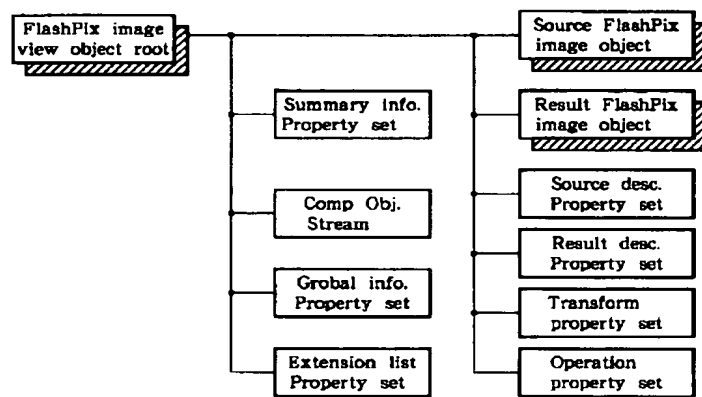 FlashPix image
view object root
Summary info.
Property set
Comp Obj.
Stream
Grobal info.
Property set
Extension list
Property set
Source FlashPix
image object
Result FlashPix
image object
Source desc.
Property set
Result desc.
Property set
Transform
property set
Operation
property set